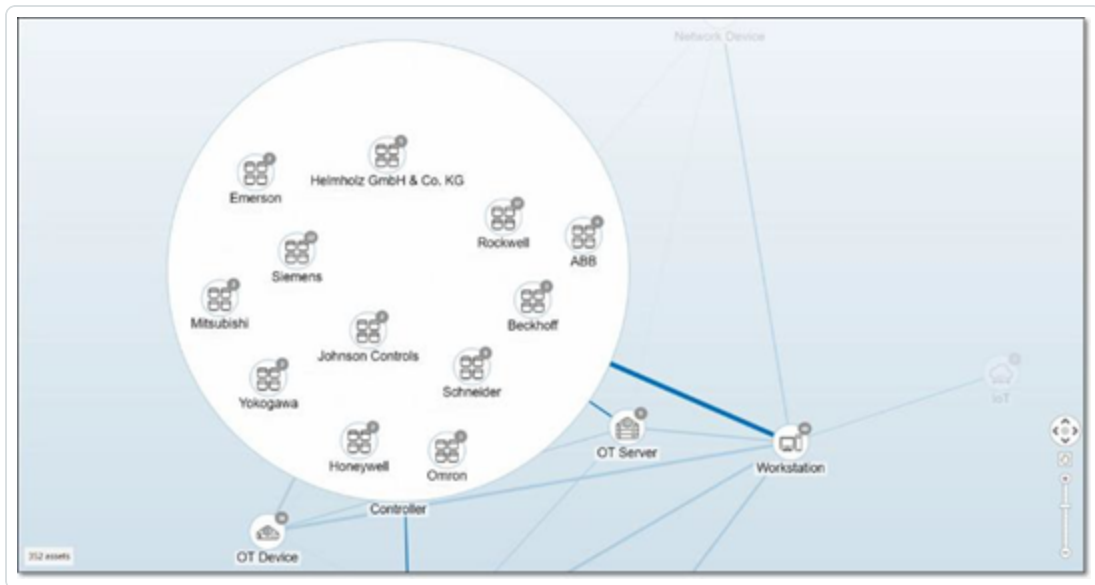 Network Device
Helmholz GmbH & Co. KG
Emerson
Rockwell
ABB
Siemens
Mitsubishi
Beckhoff
Johnson Controls
Schneider
Yokogawa
IoT
Honeywell
Omron
OT Server
Workstation
Controller
OT Device
352 assets